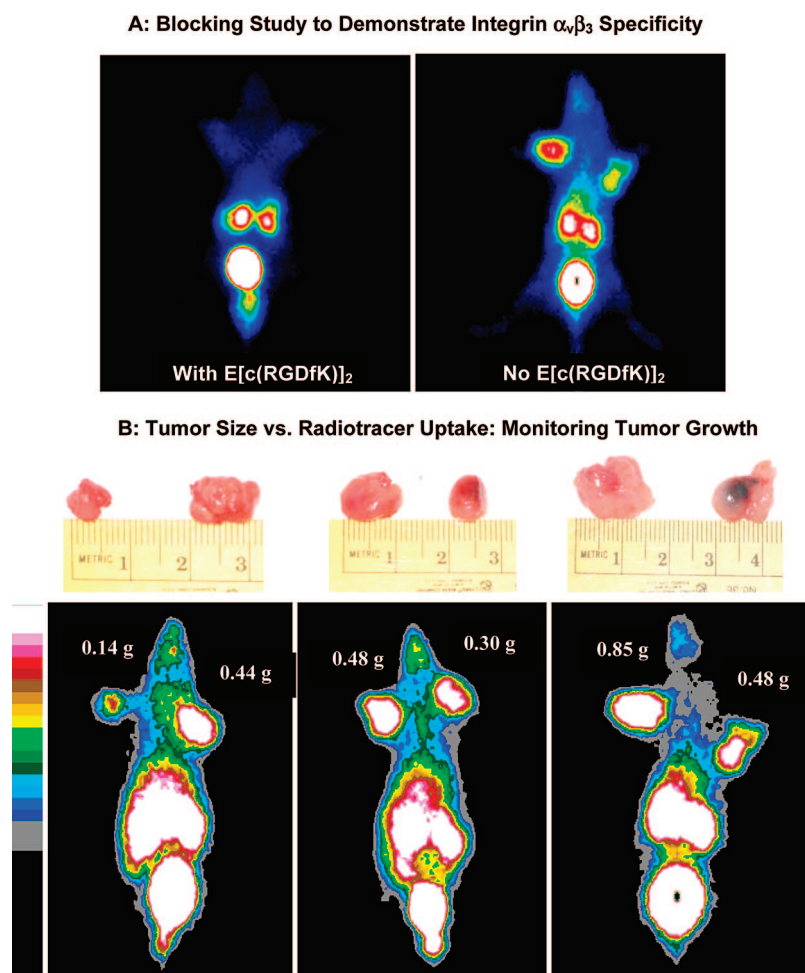 A: Blocking Study to Demonstrate Integrin αvβ3 Specificity
With E[c(RGDfK)]2
No E[c(RGDfK)]2
B: Tumor Size vs. Radiotracer Uptake: Monitoring Tumor Growth
METRIC 1 2 3
METRIC 1 2 3
METRIC 1 2 3 4
0.14 g
0.44 g
0.48 g
0.30 g
0.85 g
0.48 g